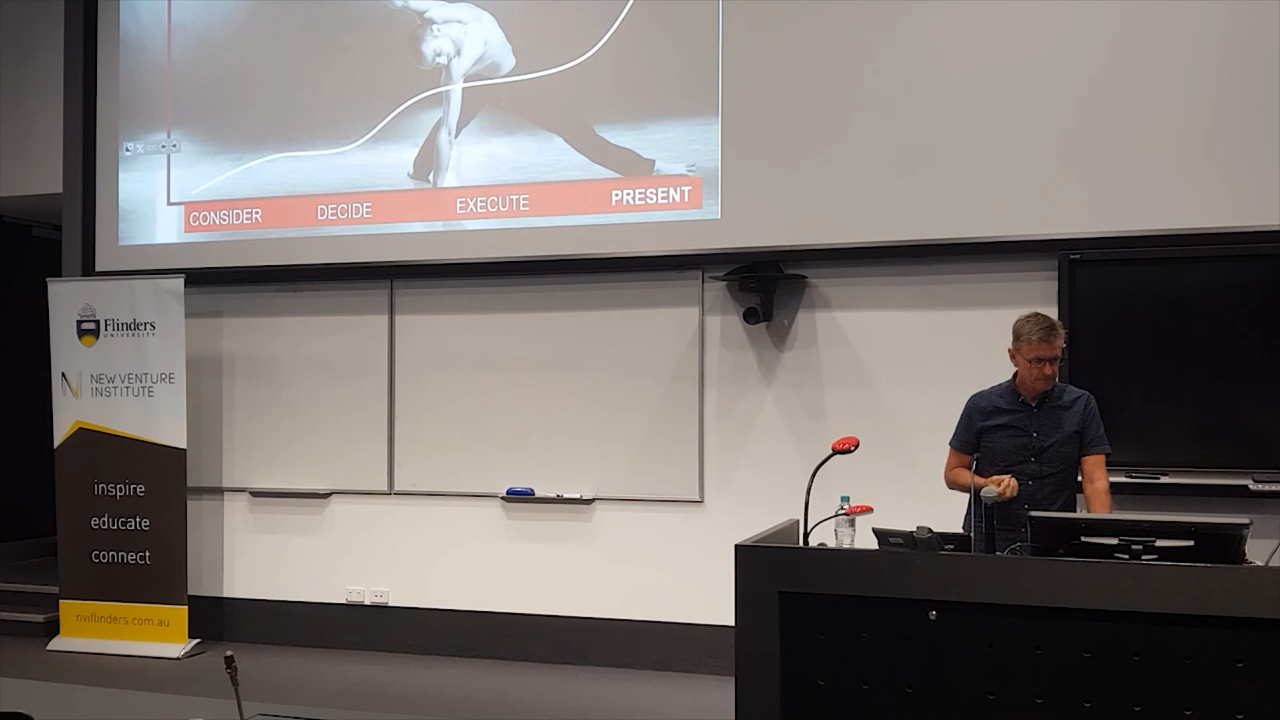 CONSIDER DECIDE EXECUTE PRESENT
Flinders
UNIVERSITY
NEW VENTURE
INSTITUTE
inspire
educate
connect
nviflinders.com.au